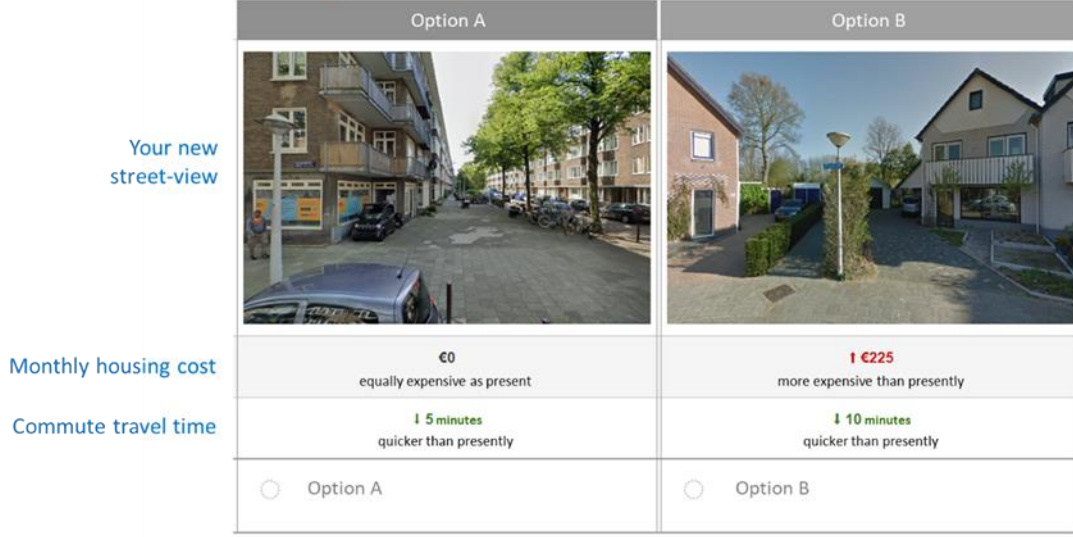 Option A
Option B
Your new
street-view
Monthly housing cost
€0
equally expensive as present
⬆ €225
more expensive than presently
Commute travel time
⬇ 5 minutes
quicker than presently
⬇ 10 minutes
quicker than presently
Option A
Option B